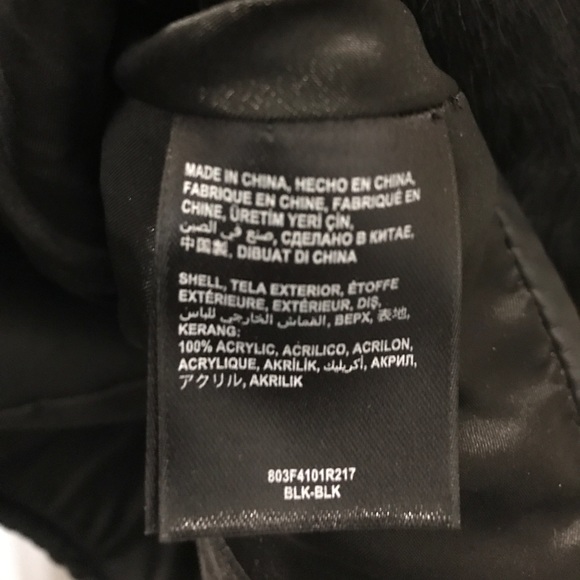 MADE IN CHINA, HECHO EN CHINA,
FABRIQUE EN CHINE, FABRIQUÉ EN
CHINE, ÜRETİM YERİ ÇİN,
صنع في الصين, СДЕЛАНО В КИТАЕ,
中国製, DIBUAT DI CHINA
SHELL, TELA EXTERIOR, ÉTOFFE
EXTÉRIEURE, EXTÉRIEUR, DIŞ,
القماش الخارجي للباس, ВЕРХ, 表地,
KERANG:
100% ACRYLIC, ACRILICO, ACRILON,
ACRYLIQUE, AKRİLİK, أكريليك, АКРИЛ,
アクリル, AKRILIK
803F4101R217
BLK-BLK